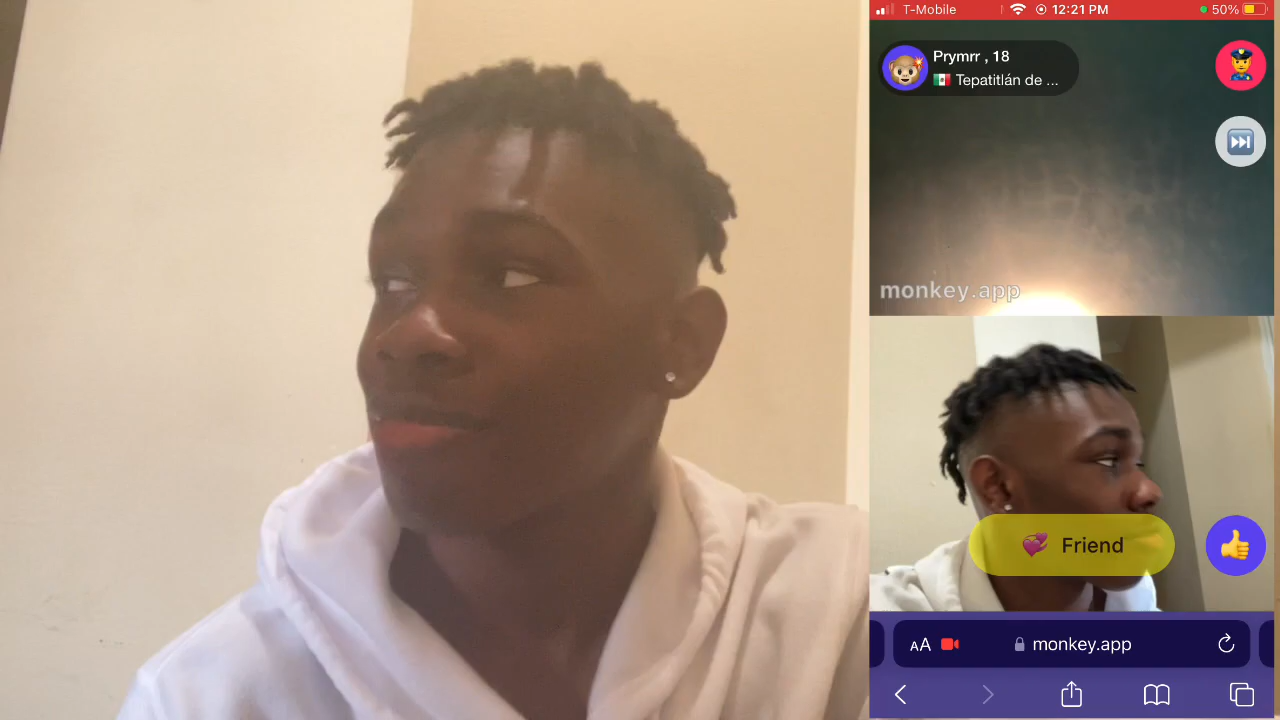 T-Mobile 12:21 PM 50%
Prymrr , 18
Tepatitlán de ...
monkey.app
Friend
AA monkey.app